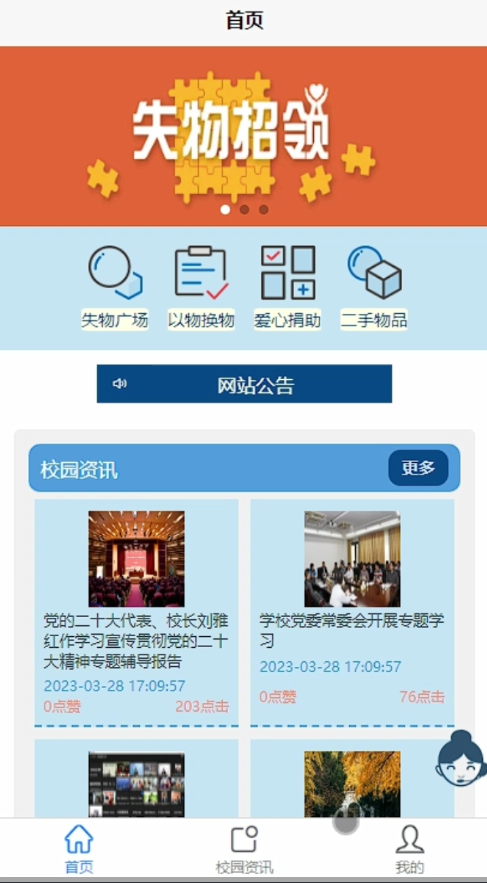 首页
失物招领
失物广场
以物换物
爱心捐助
二手物品
网站公告
校园资讯
更多
党的二十大代表、校长刘雅
红作学习宣传贯彻党的二十
大精神专题辅导报告
2023-03-28 17:09:57
0点赞
203点击
学校党委常委会开展专题学
习
2023-03-28 17:09:57
0点赞
76点击
首页
校园资讯
我的